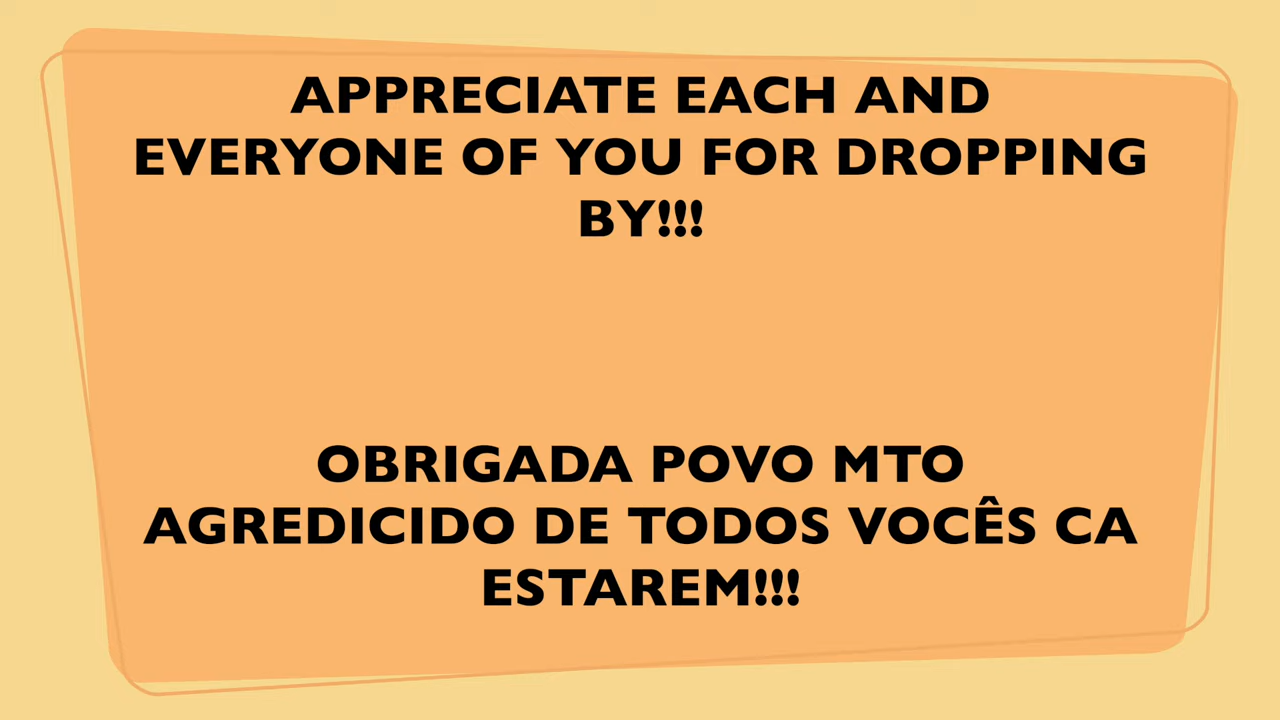 APPRECIATE EACH AND
EVERYONE OF YOU FOR DROPPING
BY!!!
OBRIGADA POVO MTO
AGREDICIDO DE TODOS VOCÊS CA
ESTAREM!!!